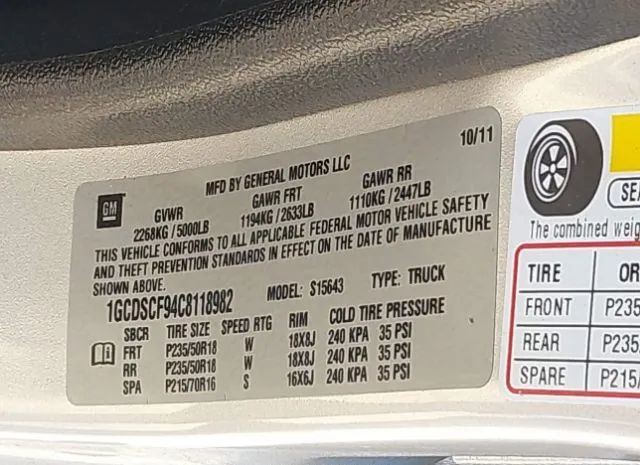 10/11
MFD BY GENERAL MOTORS LLC
GM
GVWR GAWR FRT GAWR RR
2268KG / 5000LB 1194KG / 2633LB 1110KG / 2447LB
THIS VEHICLE CONFORMS TO ALL APPLICABLE FEDERAL MOTOR VEHICLE SAFETY
AND THEFT PREVENTION STANDARDS IN EFFECT ON THE DATE OF MANUFACTURE
SHOWN ABOVE.
1GCDSCF94C8118982 MODEL: S15643 TYPE: TRUCK
SBCR TIRE SIZE SPEED RTG RIM COLD TIRE PRESSURE
FRT P235/50R18 W 18X8J 240 KPA 35 PSI
RR P235/50R18 W 18X8J 240 KPA 35 PSI
SPA P215/70R16 S 16X6J 240 KPA 35 PSI
SEA
The combined weig
TIRE OR
FRONT P235
REAR P235/
SPARE P215/